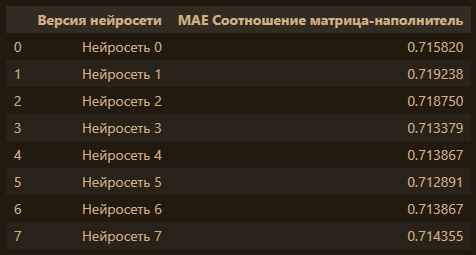 Версия нейросети MAE Соотношение матрица-наполнитель
0 Нейросеть 0 0.715820
1 Нейросеть 1 0.719238
2 Нейросеть 2 0.718750
3 Нейросеть 3 0.713379
4 Нейросеть 4 0.713867
5 Нейросеть 5 0.712891
6 Нейросеть 6 0.713867
7 Нейросеть 7 0.714355